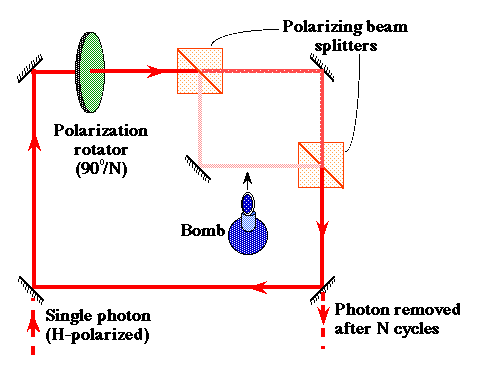 Polarizing beam
splitters
Polarization
rotator
(90°/N)
Bomb
Single photon
(H-polarized)
Photon removed
after N cycles